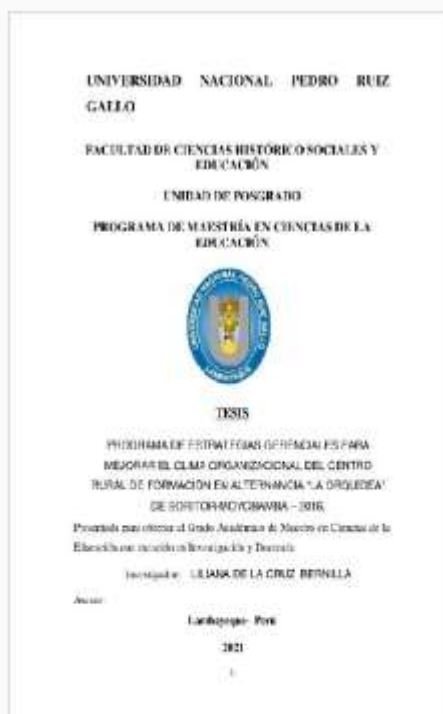 UNIVERSIDAD NACIONAL PEDRO RUIZ
GALLO
FACULTAD DE CIENCIAS HISTÓRICO SOCIALES Y
EDUCACIÓN
UNIDAD DE POSGRADO
PROGRAMA DE MAESTRÍA EN CIENCIAS DE LA
EDUCACIÓN
TESIS
PROGRAMA DE ESTRATEGIAS GERENCIALES PARA
MEJORAR EL CLIMA ORGANIZACIONAL DEL CENTRO
RURAL DE FORMACIÓN EN ALTERNANCIA "LA ORQUEDEA"
DE SORITOR-MOYOBAMBA – 2016.
Presentada para obtener el Grado Académico de Maestro en Ciencias de la
Educación con mención en Investigación y Docencia
Investigador: LILIANA DE LA CRUZ BERNILLA
Asesor:
Lambayeque- Perú
2021